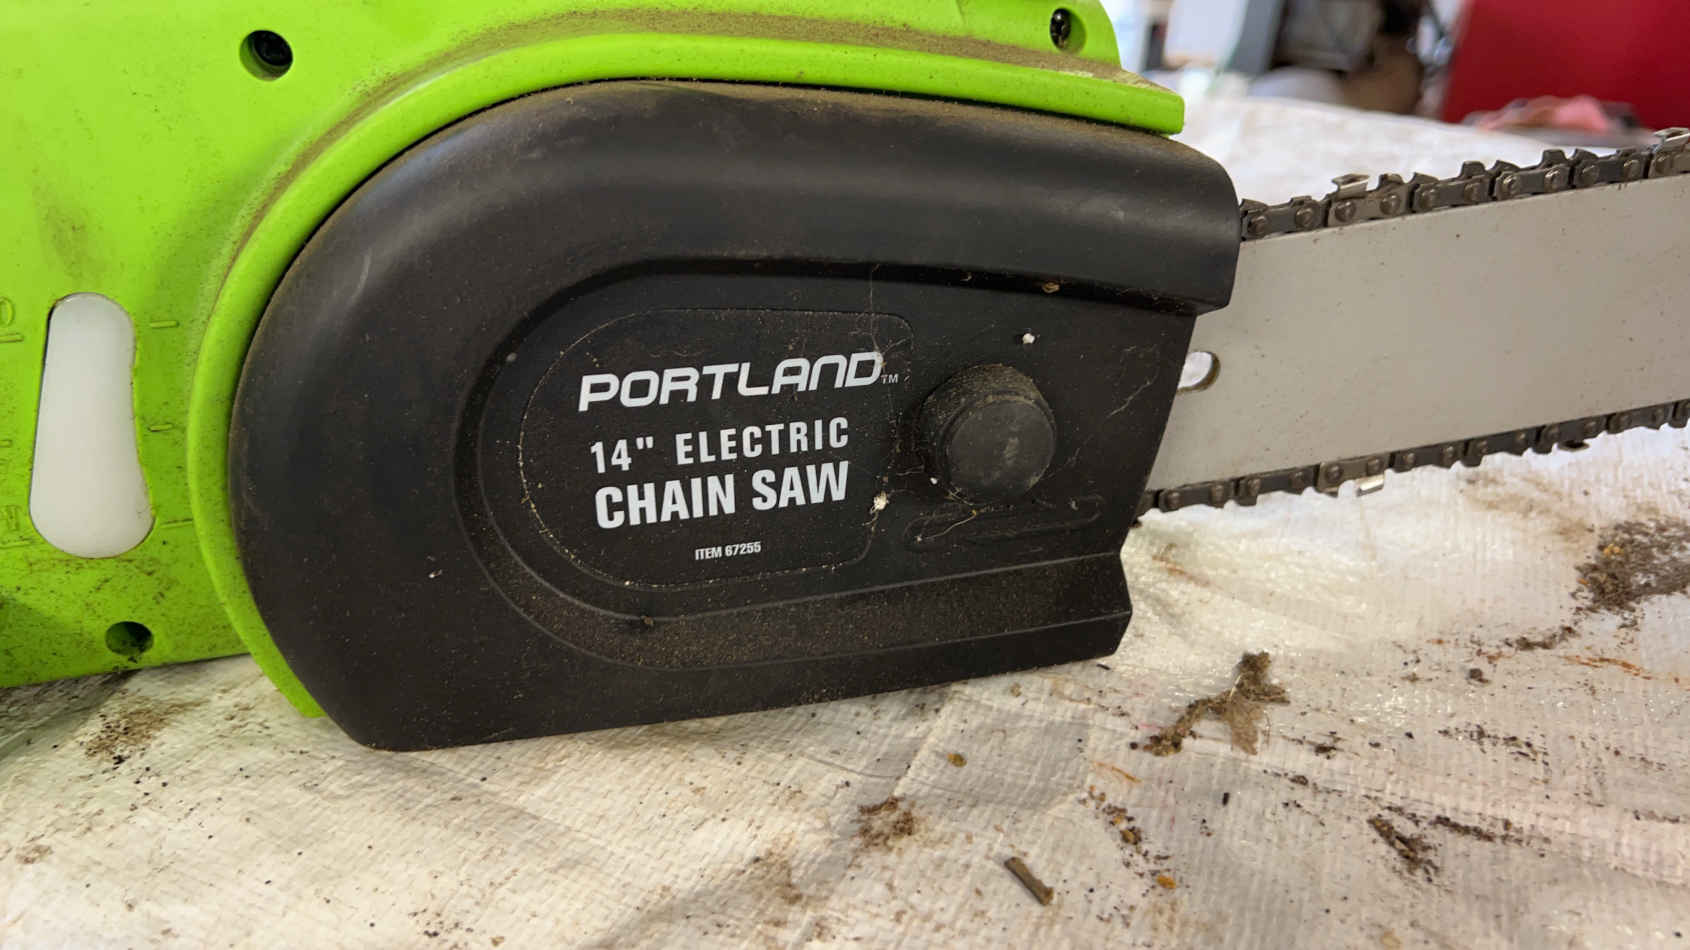 PORTLAND™
14" ELECTRIC
CHAIN SAW
ITEM 67255